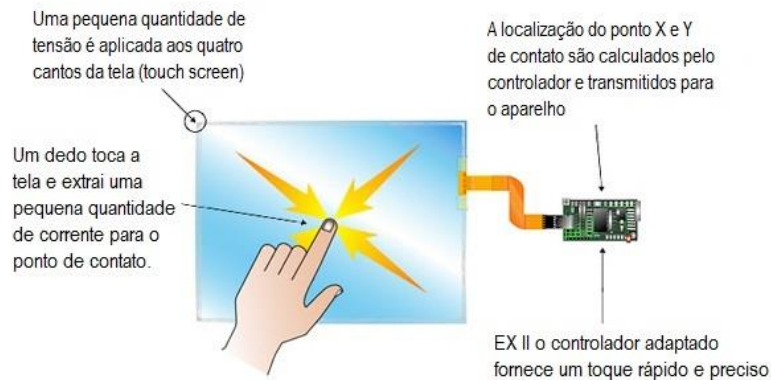 Uma pequena quantidade de
tensão é aplicada aos quatro
cantos da tela (touch screen)
A localização do ponto X e Y
de contato são calculados pelo
controlador e transmitidos para
o aparelho
Um dedo toca a
tela e extrai uma
pequena quantidade
de corrente para o
ponto de contato.
EX II o controlador adaptado
fornece um toque rápido e preciso